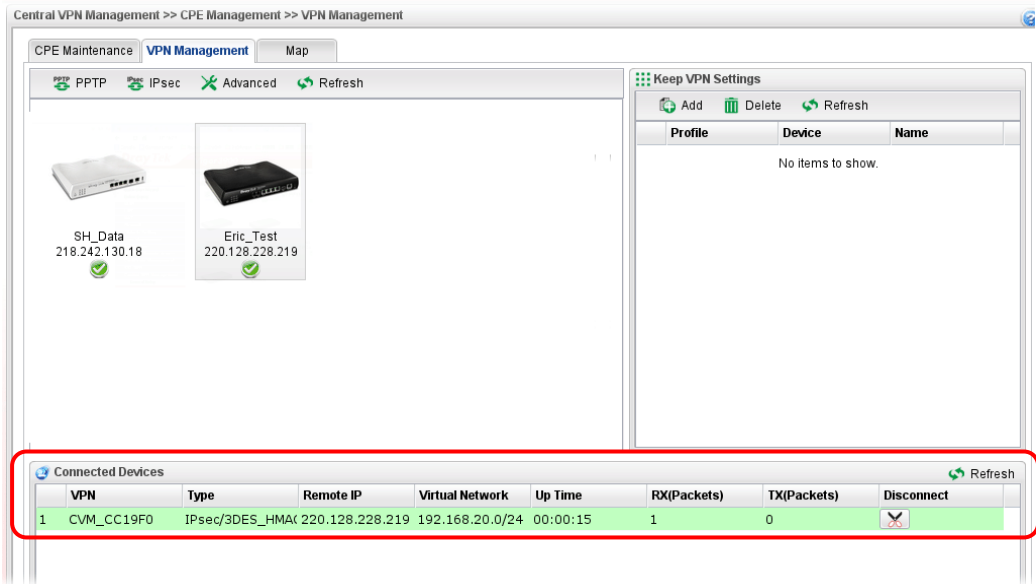 Central VPN Management >> CPE Management >> VPN Management
CPE Maintenance VPN Management Map
PPTP IPsec Advanced Refresh
Keep VPN Settings
Add Delete Refresh
Profile Device Name
No items to show.
SH_Data Eric_Test
218.242.130.18 220.128.228.219
Connected Devices Refresh
VPN Type Remote IP Virtual Network Up Time RX(Packets) TX(Packets) Disconnect
1 CVM_CC19F0 IPsec/3DES_HMA( 220.128.228.219 192.168.20.0/24 00:00:15 1 0